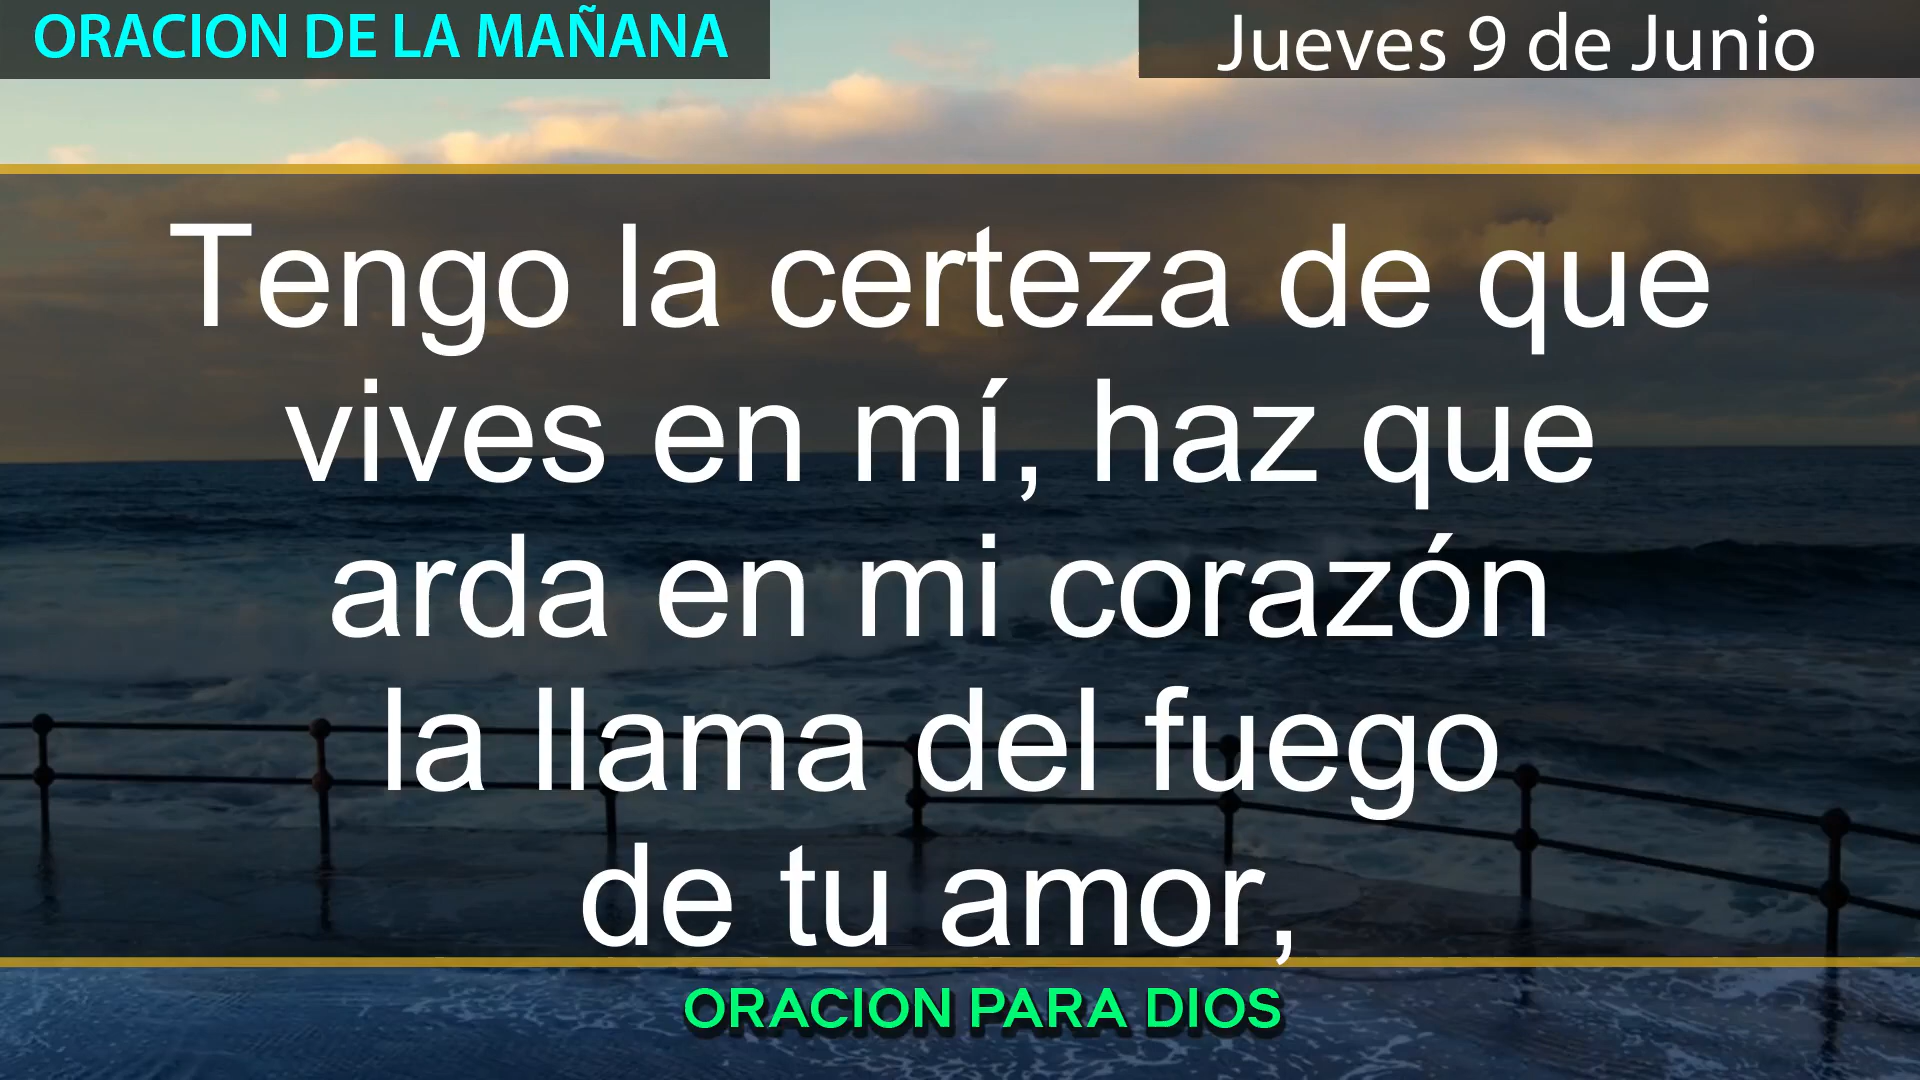 ORACION DE LA MAÑANA
Jueves 9 de Junio
Tengo la certeza de que
vives en mí, haz que
arda en mi corazón
la llama del fuego
de tu amor,
ORACION PARA DIOS